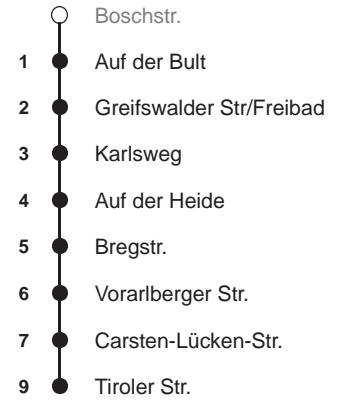 Boschstr.
1 Auf der Bult
2 Greifswalder Str/Freibad
3 Karlsweg
4 Auf der Heide
5 Bregstr.
6 Vorarlberger Str.
7 Carsten-Lücken-Str.
9 Tiroler Str.